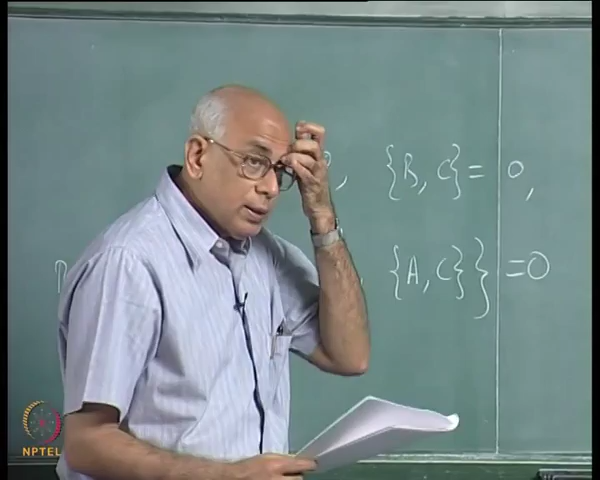 , {B, C} = 0,
{A, C}} = 0
NPTEL